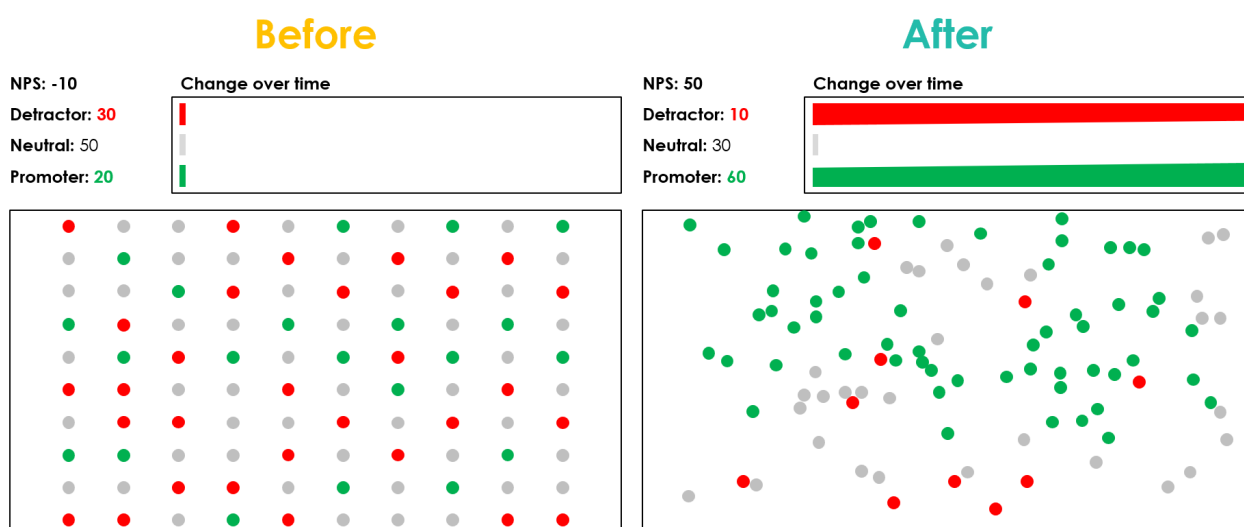 Before
NPS: -10
Change over time
Detractor: 30
Neutral: 50
Promoter: 20
After
NPS: 50
Change over time
Detractor: 10
Neutral: 30
Promoter: 60